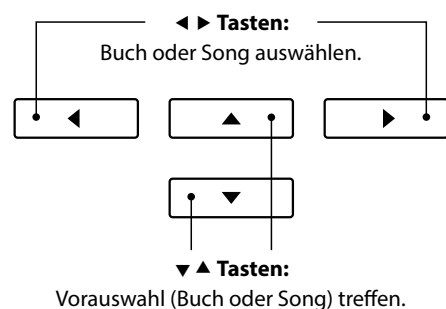 ◀ ▶ Tasten:
Buch oder Song auswählen.
◀ ▲ ▶
▼
▼ ▲ Tasten:
Vorauswahl (Buch oder Song) treffen.